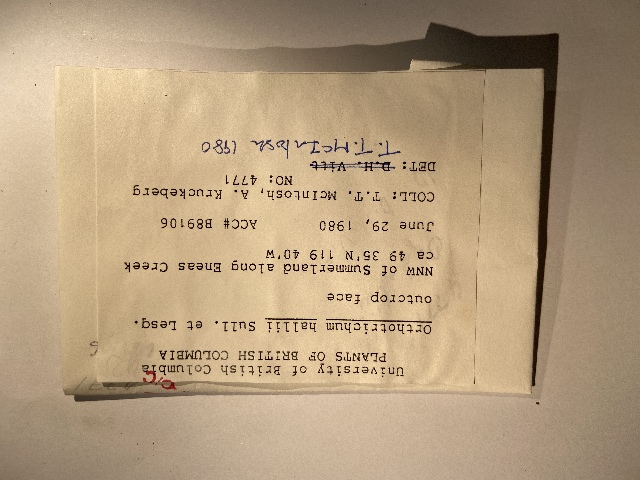 University of British Columbia
PLANTS OF BRITISH COLUMBIA
Orthotrichum hallii Sull. et Lesq.
outcrop face
NNW of Summerland along Eneas Creek
ca 49 35'N 119 40'W
June 29, 1980 ACC# B89106
COLL: T.T. McIntosh, A. Kruckeberg
NO: 4771
DET: D.H. Vitt
T.T. McIntosh 1980